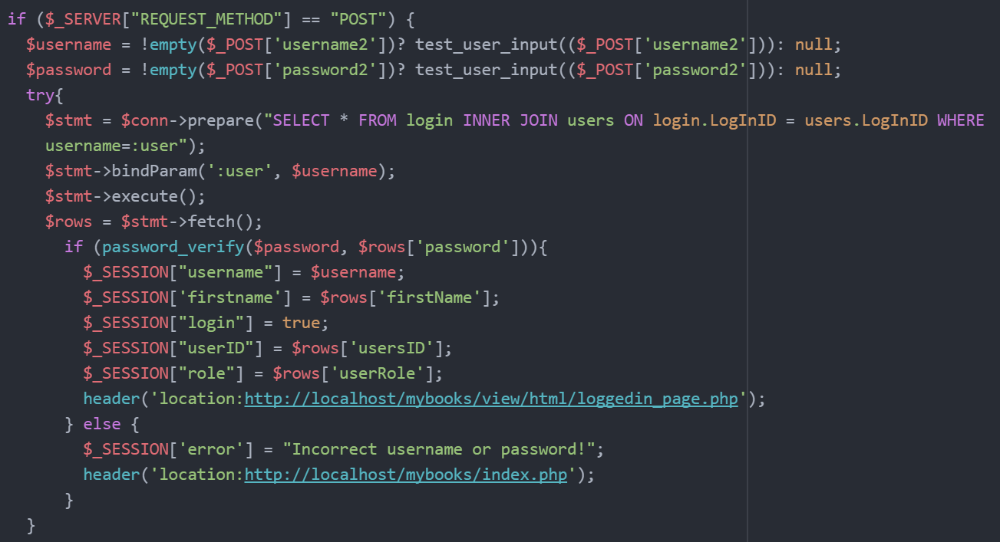 if ($_SERVER["REQUEST_METHOD"] == "POST") {
$username = !empty($_POST['username2'])? test_user_input(($_POST['username2'])): null;
$password = !empty($_POST['password2'])? test_user_input(($_POST['password2'])): null;
try{
$stmt = $conn->prepare("SELECT * FROM login INNER JOIN users ON login.LogInID = users.LogInID WHERE
username=:user");
$stmt->bindParam(':user', $username);
$stmt->execute();
$rows = $stmt->fetch();
if (password_verify($password, $rows['password'])){
$_SESSION["username"] = $username;
$_SESSION['firstname'] = $rows['firstName'];
$_SESSION["login"] = true;
$_SESSION["userID"] = $rows['usersID'];
$_SESSION["role"] = $rows['userRole'];
header('location:http://localhost/mybooks/view/html/loggedin_page.php');
} else {
$_SESSION['error'] = "Incorrect username or password!";
header('location:http://localhost/mybooks/index.php');
}
}